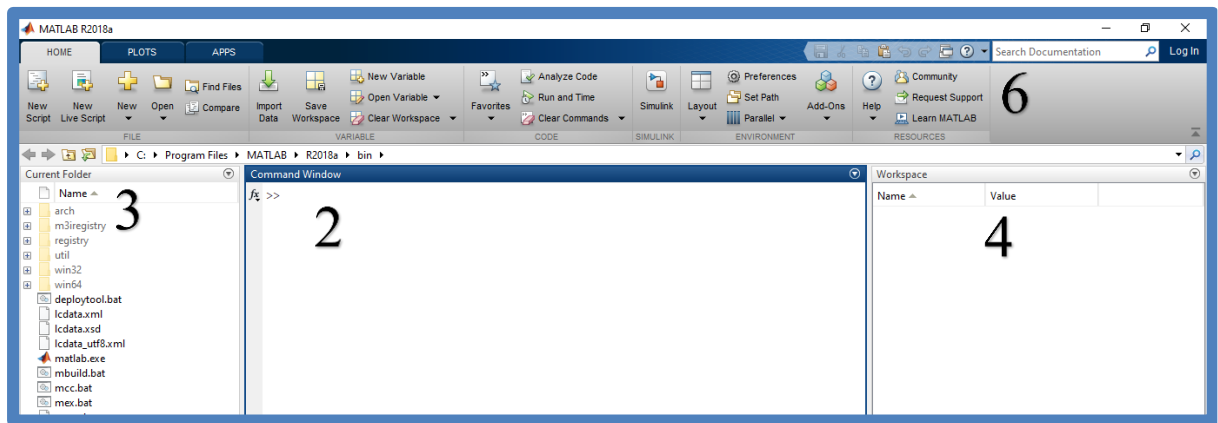 MATLAB R2018a
HOME PLOTS APPS Search Documentation Log In
New Script New Live Script New Open Find Files Compare Import Data Save Workspace New Variable Open Variable Clear Workspace Favorites Analyze Code Run and Time Clear Commands Simulink Layout Preferences Set Path Parallel Add-Ons Help Community Request Support Learn MATLAB 6
FILE VARIABLE CODE SIMULINK ENVIRONMENT RESOURCES
C: Program Files MATLAB R2018a bin
Current Folder Command Window Workspace
Name 3 fx >> 2 Name Value 4
arch
m3iregistry
registry
util
win32
win64
deploytool.bat
lcdata.xml
lcdata.xsd
lcdata_utf8.xml
matlab.exe
mbuild.bat
mcc.bat
mex.bat